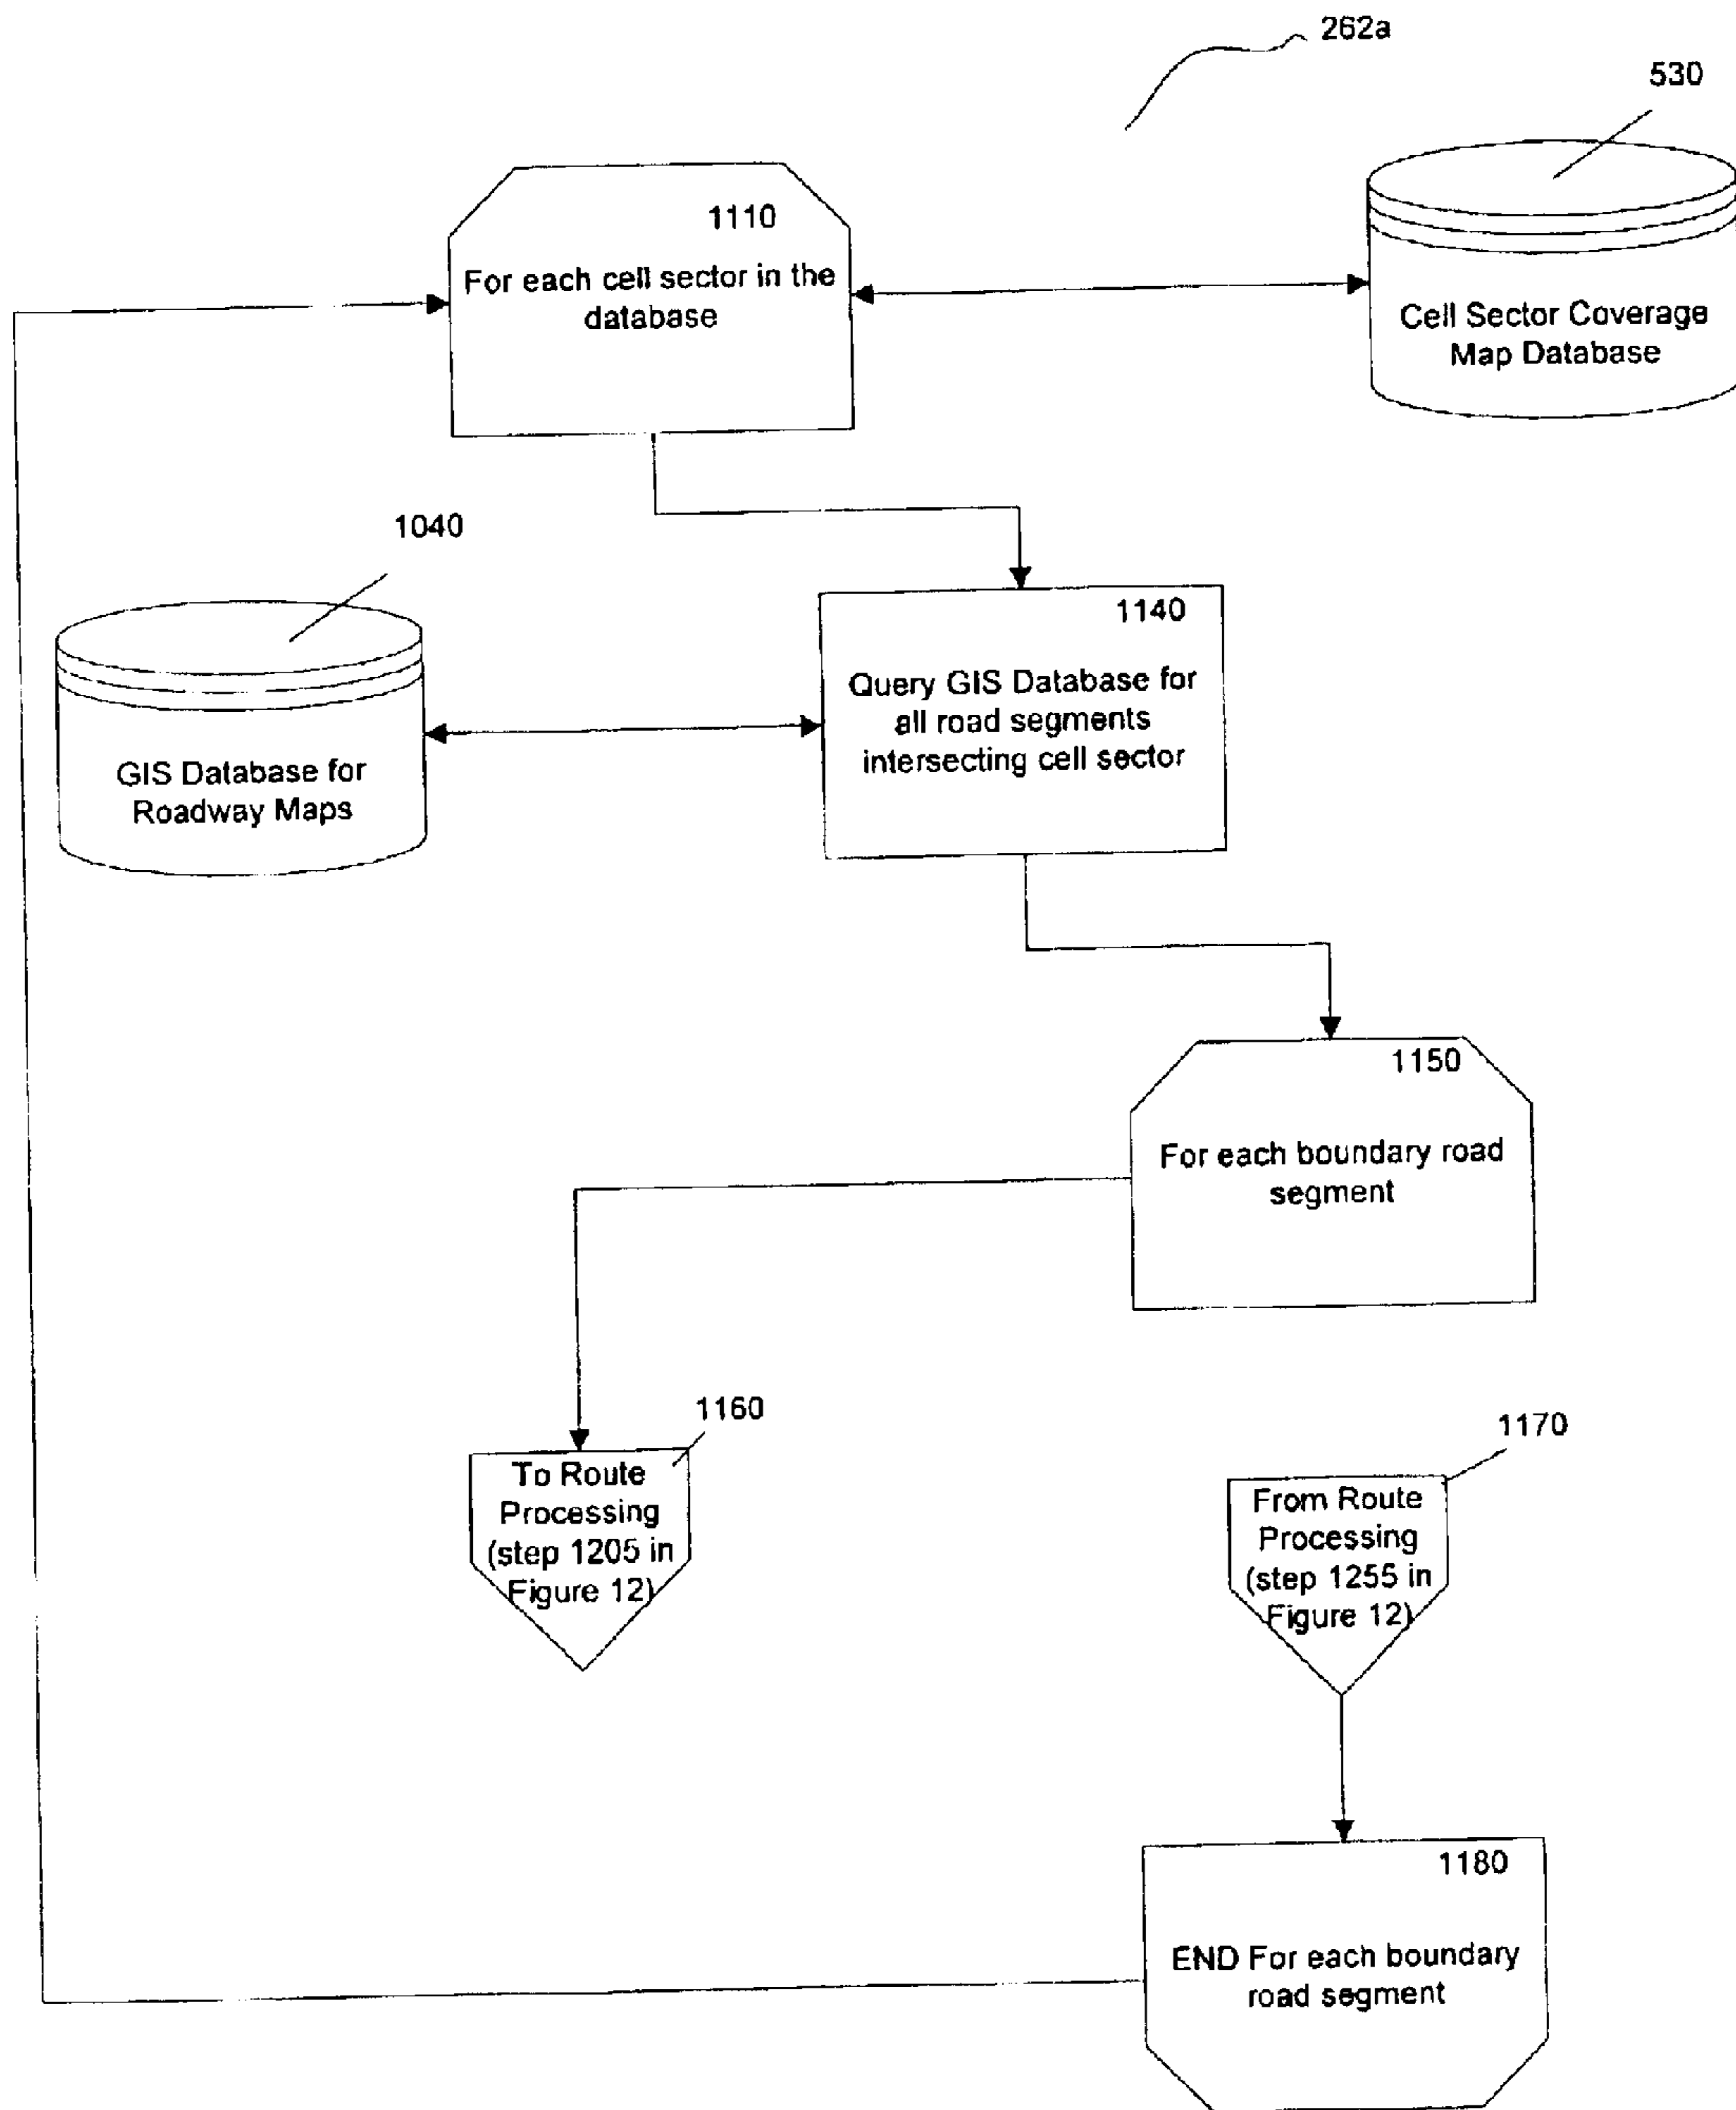 262a
530
1110
For each cell sector in the
database
Cell Sector Coverage
Map Database
1040
1140
Query GIS Database for
all road segments
intersecting cell sector
GIS Database for
Roadway Maps
1150
For each boundary road
segment
1160
To Route
Processing
(step 1205 in
Figure 12)
1170
From Route
Processing
(step 1255 in
Figure 12)
1180
END For each boundary
road segment